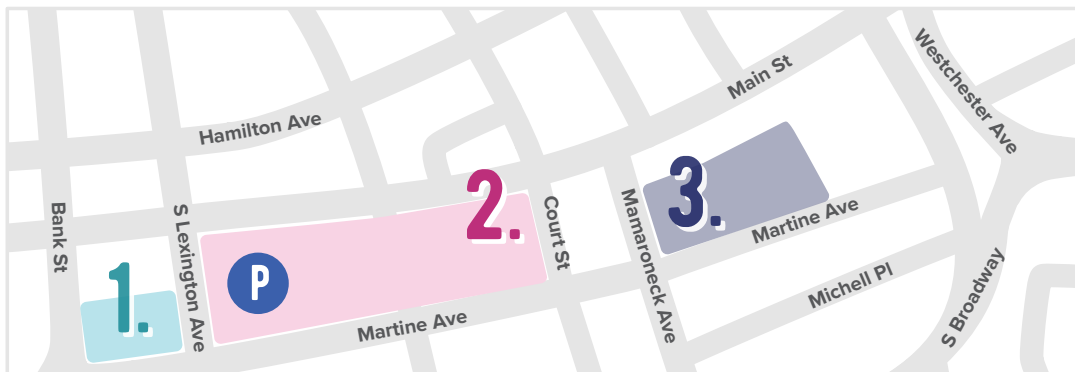 Westchester Ave
Main St
Hamilton Ave
2.
3.
Bank St
S Lexington Ave
Court St
Mamaroneck Ave
Martine Ave
P
1.
Michell Pl
S Broadway
Martine Ave